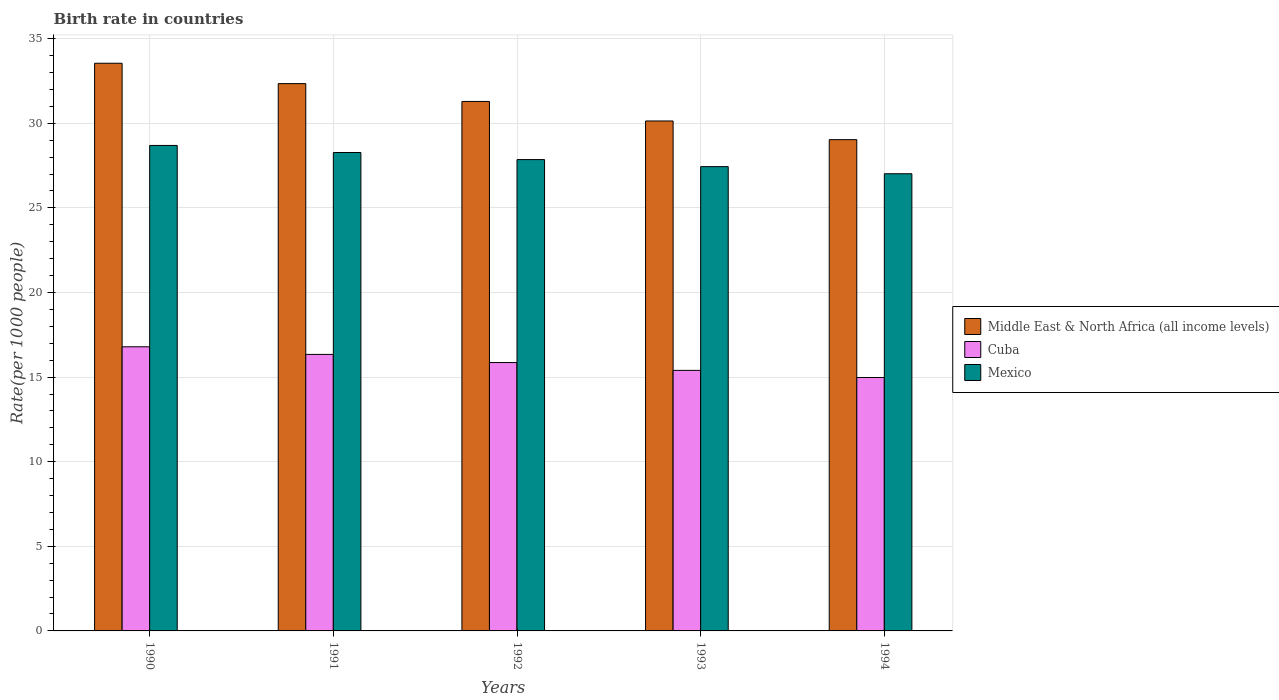 Birth rate in countries
Rate(per 1000 people)
35
30
25
20
15
10
5
0
1990
1991
1992
1993
1994
Years
Middle East & North Africa (all income levels)
Cuba
Mexico